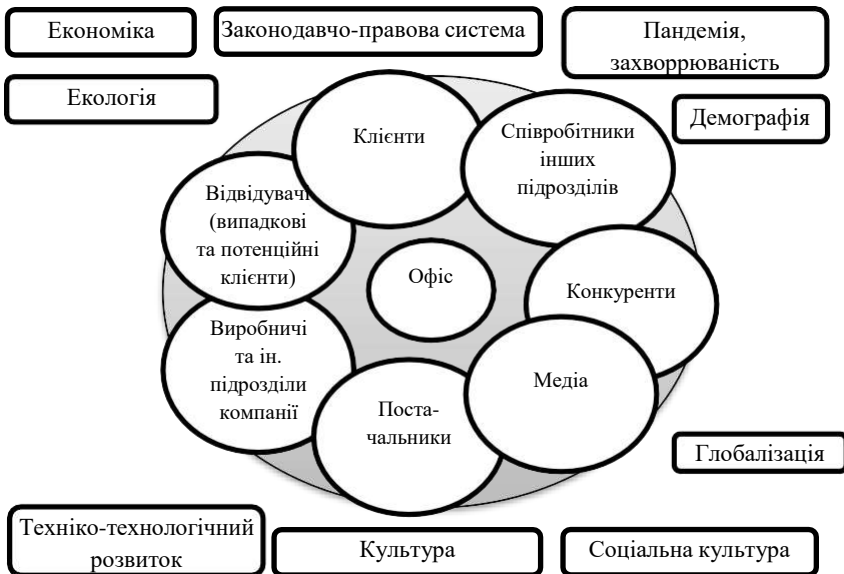 Економіка
Законодавчо-правова система
Пандемія,
захворрюваність
Екологія
Демографія
Клієнти
Співробітники
інших
підрозділів
Відвідувачі
(випадкові
та потенційні
клієнти)
Офіс
Конкуренти
Виробничі
та ін.
підрозділи
компанії
Медіа
Поста-
чальники
Глобалізація
Техніко-технологічний
розвиток
Культура
Соціальна культура